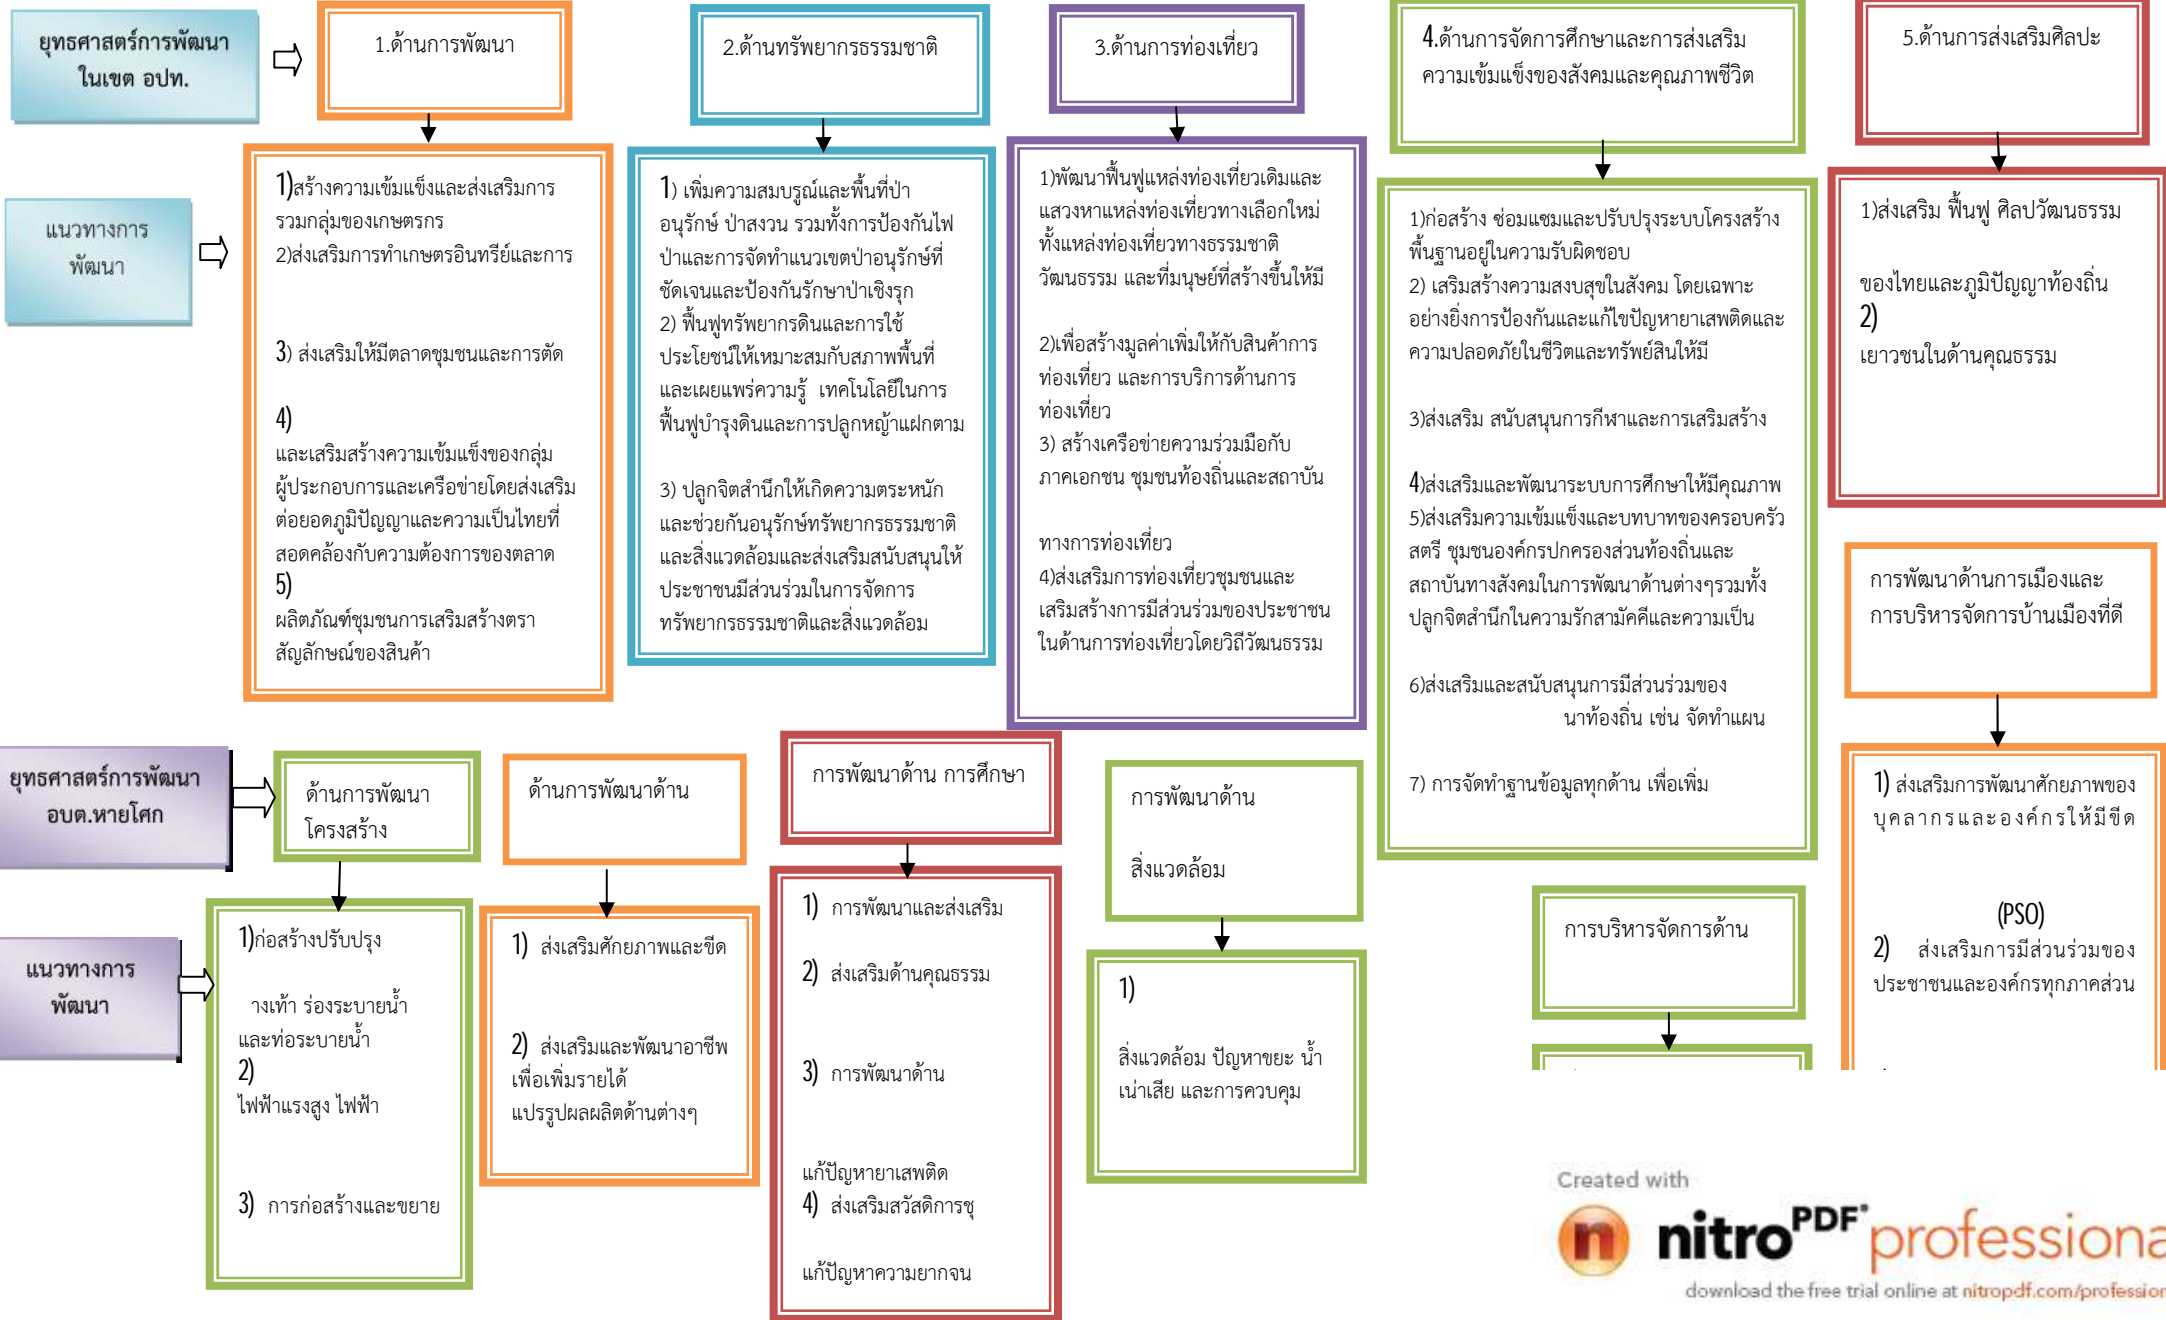 ยุทธศาสตร์การพัฒนา
ในเขต อปท.
1.ด้านการพัฒนา
2.ด้านทรัพยากรธรรมชาติ
3.ด้านการท่องเที่ยว
4.ด้านการจัดการศึกษาและการส่งเสริม
ความเข้มแข็งของสังคมและคุณภาพชีวิต
5.ด้านการส่งเสริมศิลปะ
แนวทางการ
พัฒนา
1)สร้างความเข้มแข็งและส่งเสริมการ
รวมกลุ่มของเกษตรกร
2)ส่งเสริมการทำเกษตรอินทรีย์และการ
3) ส่งเสริมให้มีตลาดชุมชนและการตัด
4)
และเสริมสร้างความเข้มแข็งของกลุ่ม
ผู้ประกอบการและเครือข่ายโดยส่งเสริม
ต่อยอดภูมิปัญญาและความเป็นไทยที่
สอดคล้องกับความต้องการของตลาด
5)
ผลิตภัณฑ์ชุมชนการเสริมสร้างตรา
สัญลักษณ์ของสินค้า
1) เพิ่มความสมบรูณ์และพื้นที่ป่า
อนุรักษ์ ป่าสงวน รวมทั้งการป้องกันไฟ
ป่าและการจัดทำแนวเขตป่าอนุรักษ์ที่
ชัดเจนและป้องกันรักษาป่าเชิงรุก
2) ฟื้นฟูทรัพยากรดินและการใช้
ประโยชน์ให้เหมาะสมกับสภาพพื้นที่
และเผยแพร่ความรู้ เทคโนโลยีในการ
ฟื้นฟูบำรุงดินและการปลูกหญ้าแฝกตาม
3) ปลูกจิตสำนึกให้เกิดความตระหนัก
และช่วยกันอนุรักษ์ทรัพยากรธรรมชาติ
และสิ่งแวดล้อมและส่งเสริมสนับสนุนให้
ประชาชนมีส่วนร่วมในการจัดการ
ทรัพยากรธรรมชาติและสิ่งแวดล้อม
1)พัฒนาฟื้นฟูแหล่งท่องเที่ยวเดิมและ
แสวงหาแหล่งท่องเที่ยวทางเลือกใหม่
ทั้งแหล่งท่องเที่ยวทางธรรมชาติ
วัฒนธรรม และที่มนุษย์ที่สร้างขึ้นให้มี
2)เพื่อสร้างมูลค่าเพิ่มให้กับสินค้าการ
ท่องเที่ยว และการบริการด้านการ
ท่องเที่ยว
3) สร้างเครือข่ายความร่วมมือกับ
ภาคเอกชน ชุมชนท้องถิ่นและสถาบัน
ทางการท่องเที่ยว
4)ส่งเสริมการท่องเที่ยวชุมชนและ
เสริมสร้างการมีส่วนร่วมของประชาชน
ในด้านการท่องเที่ยวโดยวิถีวัฒนธรรม
1)ก่อสร้าง ซ่อมแซมและปรับปรุงระบบโครงสร้าง
พื้นฐานอยู่ในความรับผิดชอบ
2) เสริมสร้างความสงบสุขในสังคม โดยเฉพาะ
อย่างยิ่งการป้องกันและแก้ไขปัญหายาเสพติดและ
ความปลอดภัยในชีวิตและทรัพย์สินให้มี
3)ส่งเสริม สนับสนุนการกีฬาและการเสริมสร้าง
4)ส่งเสริมและพัฒนาระบบการศึกษาให้มีคุณภาพ
5)ส่งเสริมความเข้มแข็งและบทบาทของครอบครัว
สตรี ชุมชนองค์กรปกครองส่วนท้องถิ่นและ
สถาบันทางสังคมในการพัฒนาด้านต่างๆรวมทั้ง
ปลูกจิตสำนึกในความรักสามัคคีและความเป็น
6)ส่งเสริมและสนับสนุนการมีส่วนร่วมของ
นาท้องถิ่น เช่น จัดทำแผน
7) การจัดทำฐานข้อมูลทุกด้าน เพื่อเพิ่ม
1)ส่งเสริม ฟื้นฟู ศิลปวัฒนธรรม
ของไทยและภูมิปัญญาท้องถิ่น
2)
เยาวชนในด้านคุณธรรม
ยุทธศาสตร์การพัฒนา
อบต.หายโศก
ด้านการพัฒนา
โครงสร้าง
ด้านการพัฒนาด้าน
การพัฒนาด้าน การศึกษา
การพัฒนาด้าน
สิ่งแวดล้อม
การบริหารจัดการด้าน
การพัฒนาด้านการเมืองและ
การบริหารจัดการบ้านเมืองที่ดี
แนวทางการ
พัฒนา
1)ก่อสร้างปรับปรุง
างเท้า ร่องระบายน้ำ
และท่อระบายน้ำ
2)
ไฟฟ้าแรงสูง ไฟฟ้า
3) การก่อสร้างและขยาย
1) ส่งเสริมศักยภาพและขีด
2) ส่งเสริมและพัฒนาอาชีพ
เพื่อเพิ่มรายได้
แปรรูปผลผลิตด้านต่างๆ
1) การพัฒนาและส่งเสริม
2) ส่งเสริมด้านคุณธรรม
3) การพัฒนาด้าน
แก้ปัญหายาเสพติด
4) ส่งเสริมสวัสดิการชุ
แก้ปัญหาความยากจน
1)
สิ่งแวดล้อม ปัญหาขยะ น้ำ
เน่าเสีย และการควบคุม
1) ส่งเสริมการพัฒนาศักยภาพของ
บุคลากรและองค์กรให้มีขีด
(PSO)
2) ส่งเสริมการมีส่วนร่วมของ
ประชาชนและองค์กรทุกภาคส่วน
Created with
nitro PDF professiona
download the free trial online at nitropdf.com/profession